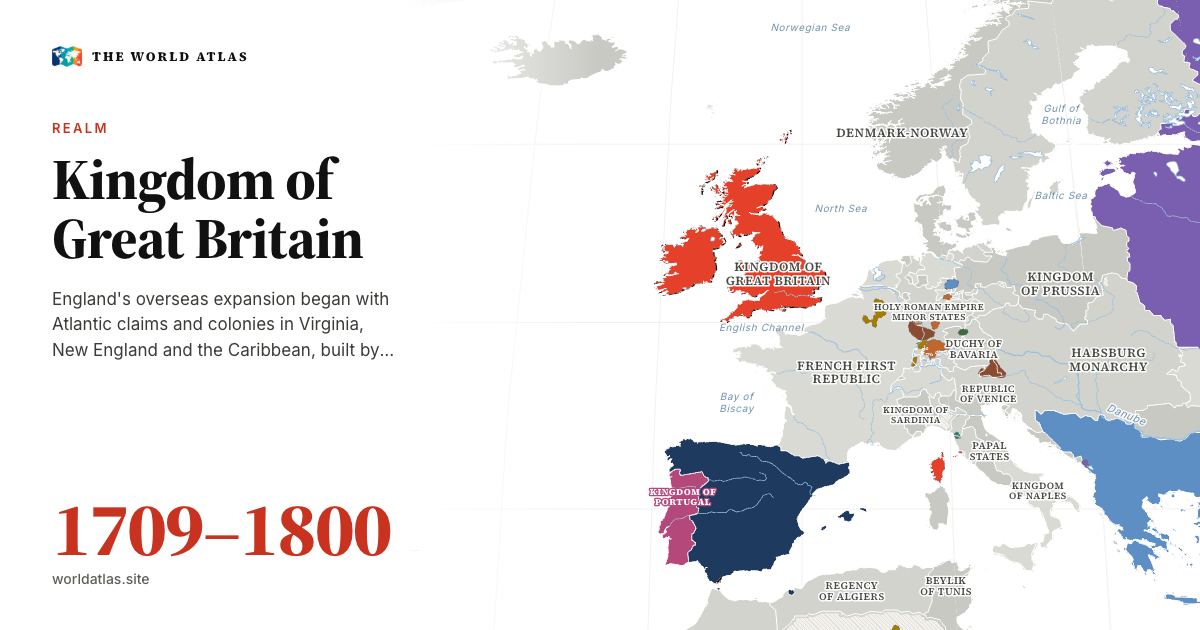 THE WORLD ATLAS
REALM
Kingdom of
Great Britain
England's overseas expansion began with
Atlantic claims and colonies in Virginia,
New England and the Caribbean, built by...
1709–1800
worldatlas.site
Norwegian Sea
Gulf of
Bothnia
DENMARK-NORWAY
Baltic Sea
North Sea
KINGDOM OF
GREAT BRITAIN
KINGDOM
OF PRUSSIA
HOLY ROMAN EMPIRE
MINOR STATES
English Channel
DUCHY OF
BAVARIA
HABSBURG
MONARCHY
FRENCH FIRST
REPUBLIC
REPUBLIC
OF VENICE
Bay of
Biscay
KINGDOM OF
SARDINIA
Danube
PAPAL
STATES
KINGDOM
OF NAPLES
KINGDOM OF
PORTUGAL
REGENCY
OF ALGIERS
BEYLIK
OF TUNIS